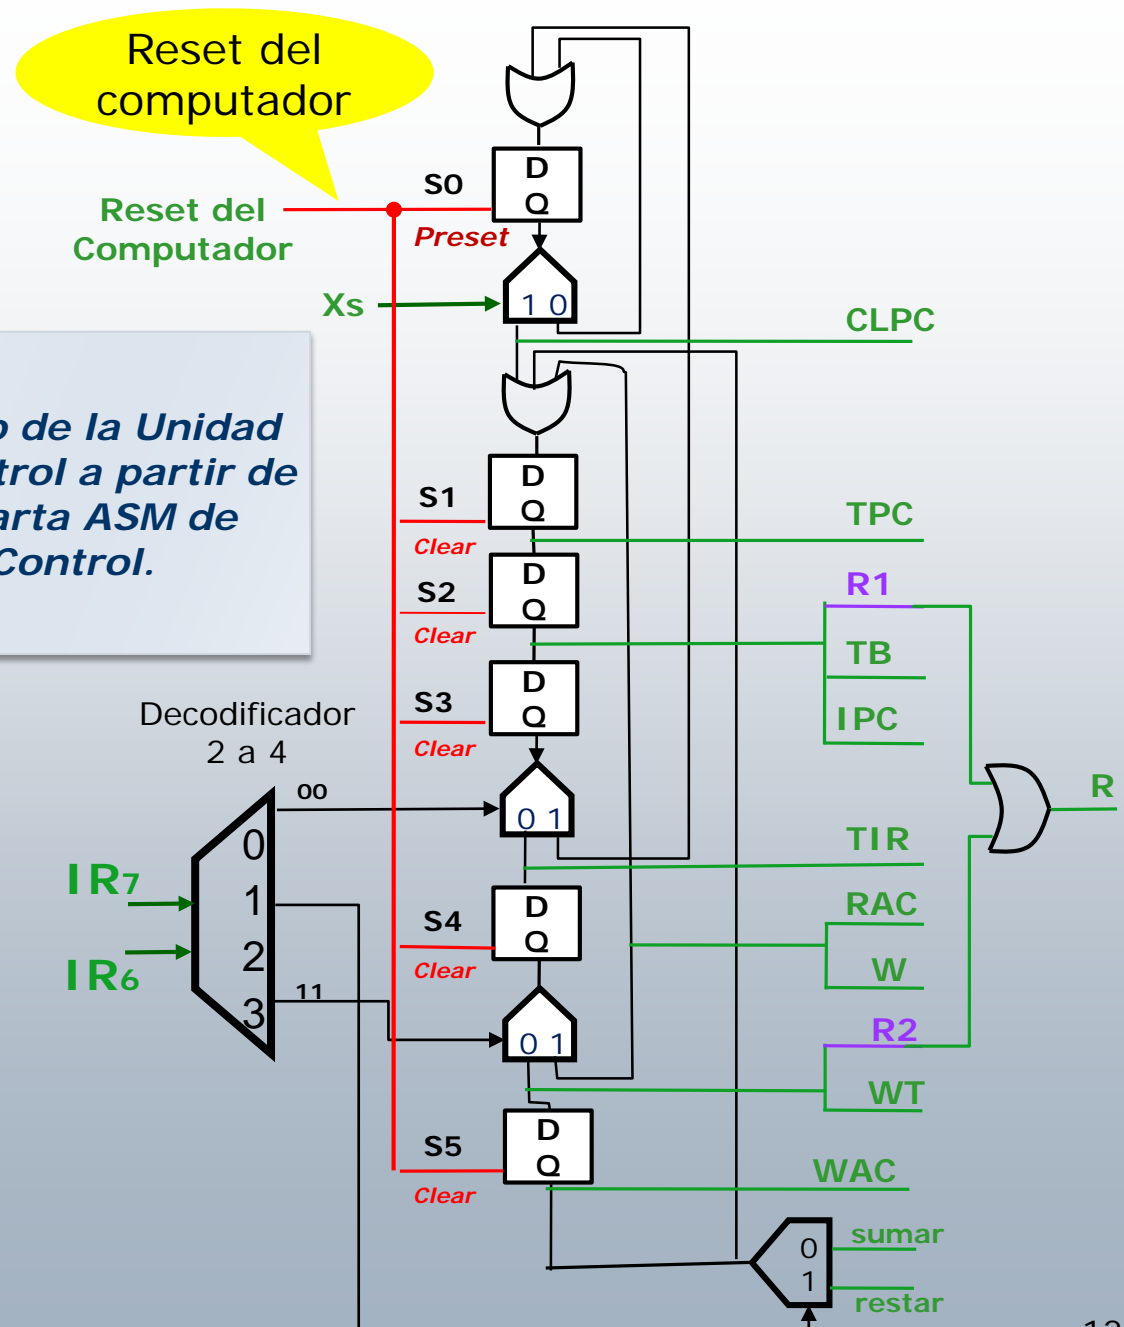 Reset del
computador
Reset del
Computador
S0
D
Q
Preset
Xs
1 0
CLPC
de la Unidad
a partir de
ASM de
Control.
S1
D
Q
Clear
TPC
S2
D
Q
Clear
R1
TB
IPC
S3
D
Q
Clear
Decodificador
2 a 4
00
0 1
R
0
1
2
3
IR7
IR6
TIR
RAC
W
S4
D
Q
Clear
11
0 1
R2
WT
S5
D
Q
Clear
WAC
0
1
sumar
restar